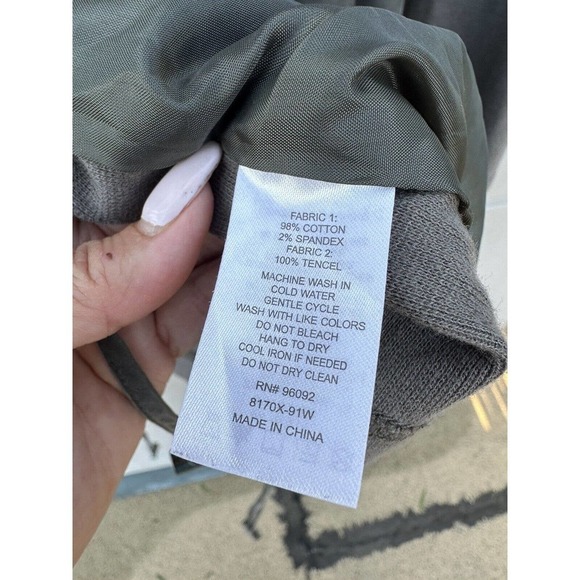 FABRIC 1:
98% COTTON
2% SPANDEX
FABRIC 2:
100% TENCEL
MACHINE WASH IN
COLD WATER
GENTLE CYCLE
WASH WITH LIKE COLORS
DO NOT BLEACH
HANG TO DRY
COOL IRON IF NEEDED
DO NOT DRY CLEAN
RN# 96092
8170X-91W
MADE IN CHINA